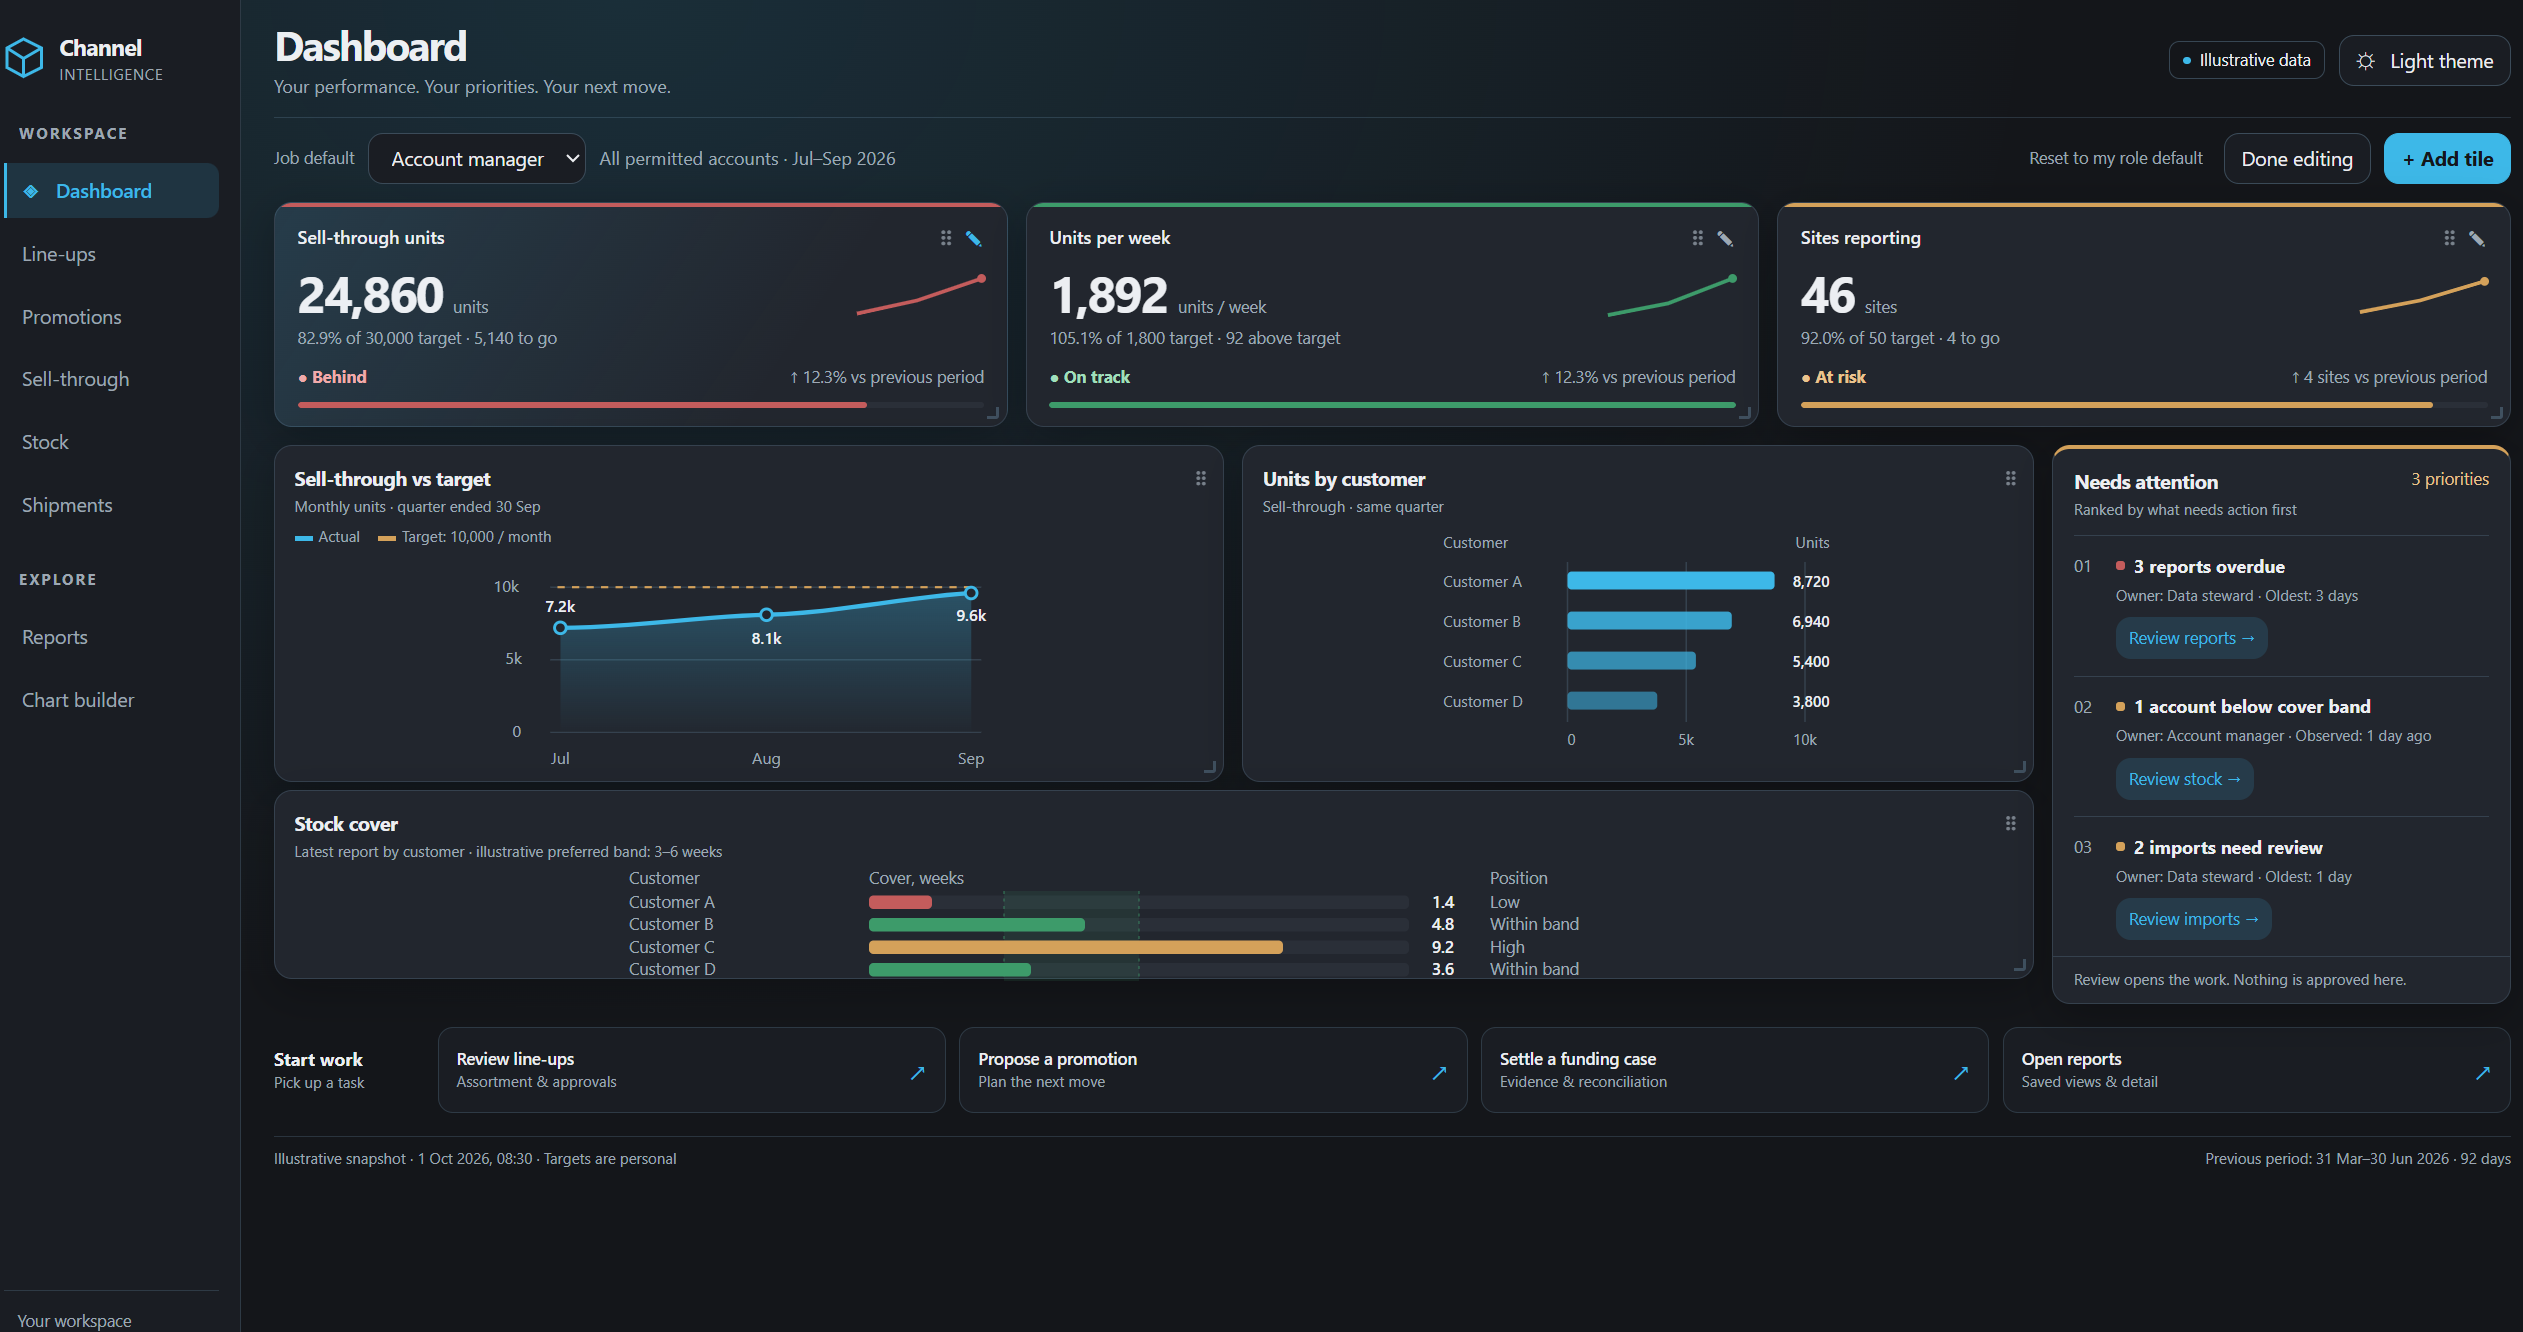 Channel
INTELLIGENCE
WORKSPACE
Dashboard
Line-ups
Promotions
Sell-through
Stock
Shipments
EXPLORE
Reports
Chart builder
Your workspace
Dashboard
Your performance. Your priorities. Your next move.
Illustrative data
Light theme
Job default
Account manager
All permitted accounts · Jul–Sep 2026
Reset to my role default
Done editing
+ Add tile
Sell-through units
24,860 units
82.9% of 30,000 target · 5,140 to go
● Behind
↑ 12.3% vs previous period
Units per week
1,892 units / week
105.1% of 1,800 target · 92 above target
● On track
↑ 12.3% vs previous period
Sites reporting
46 sites
92.0% of 50 target · 4 to go
● At risk
↑ 4 sites vs previous period
Sell-through vs target
Monthly units · quarter ended 30 Sep
Actual
Target: 10,000 / month
10k
7.2k
8.1k
9.6k
5k
0
Jul
Aug
Sep
Units by customer
Sell-through · same quarter
Customer Units
Customer A 8,720
Customer B 6,940
Customer C 5,400
Customer D 3,800
0 5k 10k
Needs attention
3 priorities
Ranked by what needs action first
01 3 reports overdue
Owner: Data steward · Oldest: 3 days
Review reports →
02 1 account below cover band
Owner: Account manager · Observed: 1 day ago
Review stock →
03 2 imports need review
Owner: Data steward · Oldest: 1 day
Review imports →
Review opens the work. Nothing is approved here.
Stock cover
Latest report by customer · illustrative preferred band: 3–6 weeks
Customer Cover, weeks Position
Customer A 1.4 Low
Customer B 4.8 Within band
Customer C 9.2 High
Customer D 3.6 Within band
Start work
Pick up a task
Review line-ups
Assortment & approvals
↗
Propose a promotion
Plan the next move
↗
Settle a funding case
Evidence & reconciliation
↗
Open reports
Saved views & detail
↗
Illustrative snapshot · 1 Oct 2026, 08:30 · Targets are personal
Previous period: 31 Mar–30 Jun 2026 · 92 days